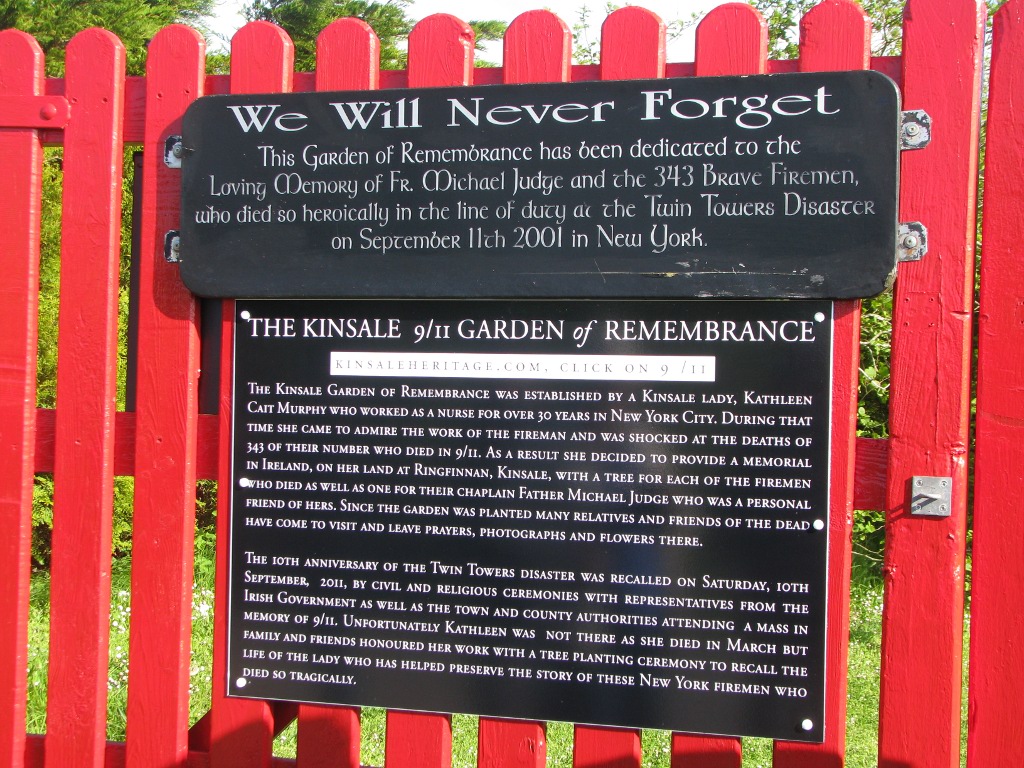 We Will Never Forget
This Garden of Remembrance has been dedicated to the
Loving Memory of Fr. Michael Judge and the 343 Brave Firemen,
who died so heroically in the line of duty at the Twin Towers Disaster
on September 11th 2001 in New York.
THE KINSALE 9/11 GARDEN of REMEMBRANCE
KINSALEHERITAGE.COM, CLICK ON 9 /11
THE KINSALE GARDEN OF REMEMBRANCE WAS ESTABLISHED BY A KINSALE LADY, KATHLEEN
CAIT MURPHY WHO WORKED AS A NURSE FOR OVER 30 YEARS IN NEW YORK CITY. DURING THAT
TIME SHE CAME TO ADMIRE THE WORK OF THE FIREMAN AND WAS SHOCKED AT THE DEATHS OF
343 OF THEIR NUMBER WHO DIED IN 9/11. AS A RESULT SHE DECIDED TO PROVIDE A MEMORIAL
IN IRELAND, ON HER LAND AT RINGFINNAN, KINSALE, WITH A TREE FOR EACH OF THE FIREMEN
WHO DIED AS WELL AS ONE FOR THEIR CHAPLAIN FATHER MICHAEL JUDGE WHO WAS A PERSONAL
FRIEND OF HERS. SINCE THE GARDEN WAS PLANTED MANY RELATIVES AND FRIENDS OF THE DEAD
HAVE COME TO VISIT AND LEAVE PRAYERS, PHOTOGRAPHS AND FLOWERS THERE.
THE 10TH ANNIVERSARY OF THE TWIN TOWERS DISASTER WAS RECALLED ON SATURDAY, 10TH
SEPTEMBER, 2011, BY CIVIL AND RELIGIOUS CEREMONIES WITH REPRESENTATIVES FROM THE
IRISH GOVERNMENT AS WELL AS THE TOWN AND COUNTY AUTHORITIES ATTENDING A MASS IN
MEMORY OF 9/11. UNFORTUNATELY KATHLEEN WAS NOT THERE AS SHE DIED IN MARCH BUT
FAMILY AND FRIENDS HONOURED HER WORK WITH A TREE PLANTING CEREMONY TO RECALL THE
LIFE OF THE LADY WHO HAS HELPED PRESERVE THE STORY OF THESE NEW YORK FIREMEN WHO
DIED SO TRAGICALLY.